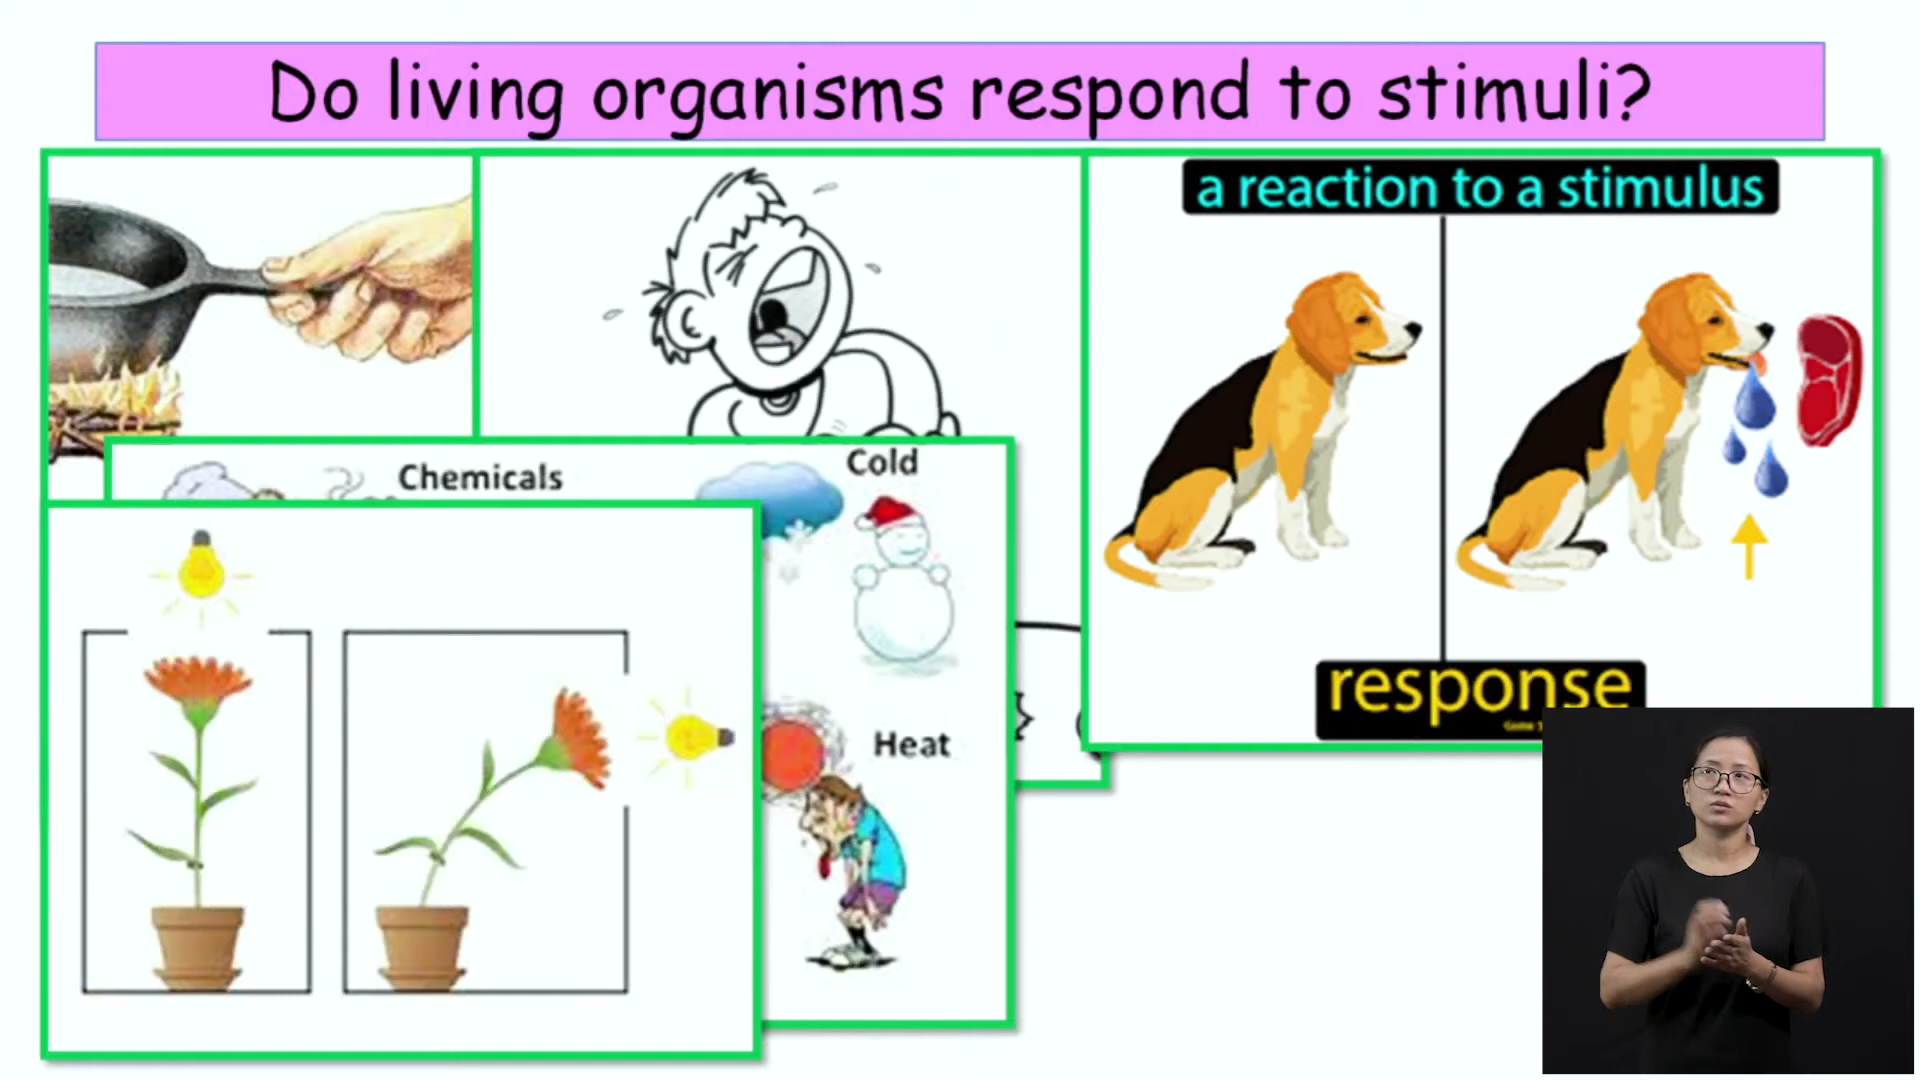 Do living organisms respond to stimuli?
a reaction to a stimulus
Chemicals
Cold
Heat
response